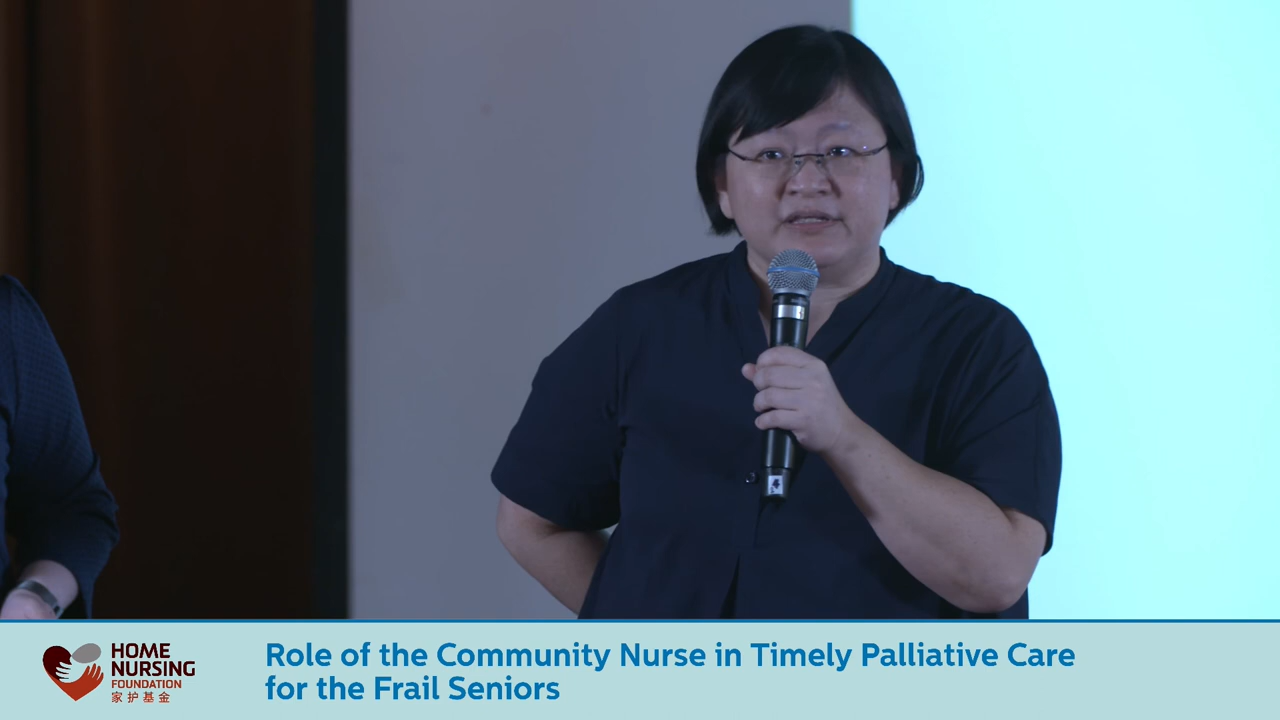 4
HOME
NURSING
FOUNDATION
家护基金
Role of the Community Nurse in Timely Palliative Care
for the Frail Seniors